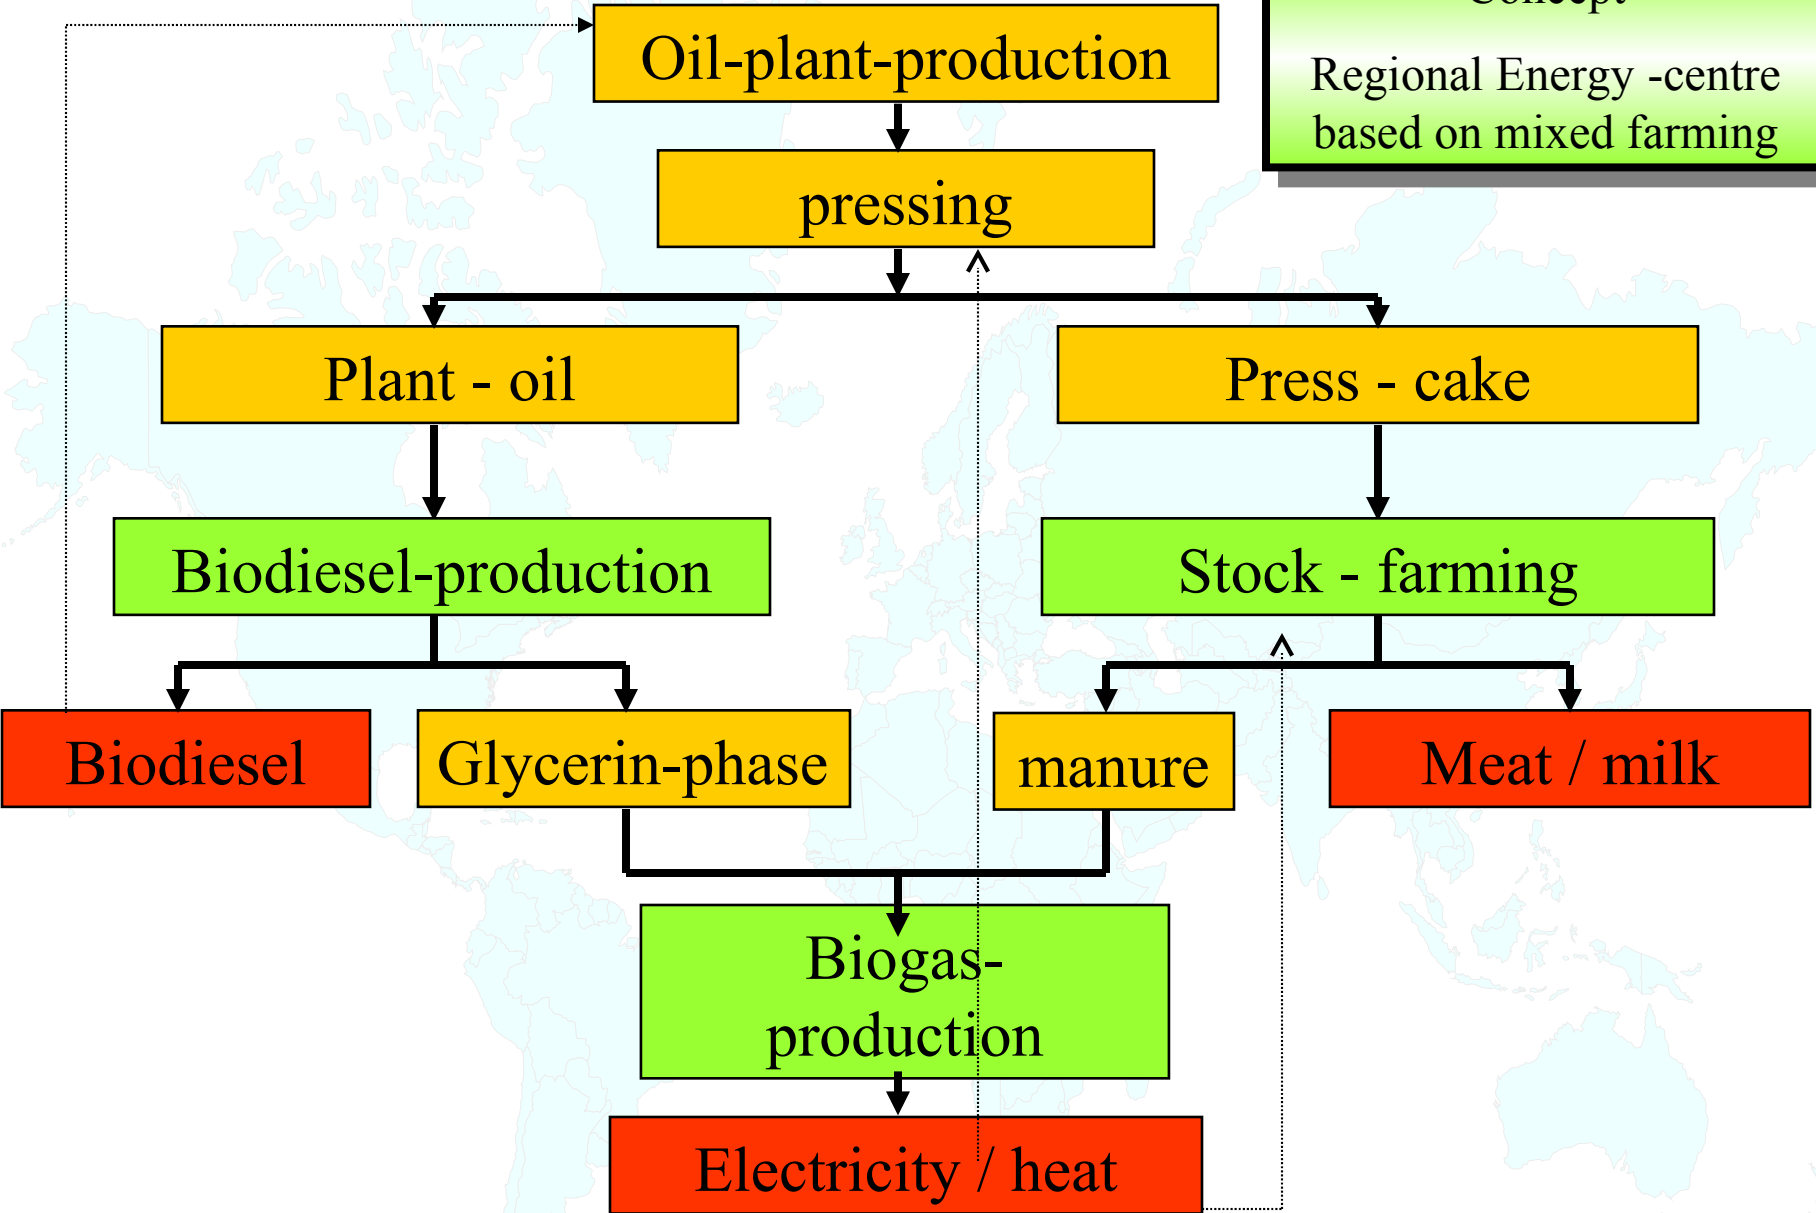 Concept
Regional Energy -centre
based on mixed farming
Oil-plant-production
pressing
Plant - oil
Press - cake
Biodiesel-production
Stock - farming
Biodiesel
Glycerin-phase
manure
Meat / milk
Biogas-
production
Electricity / heat